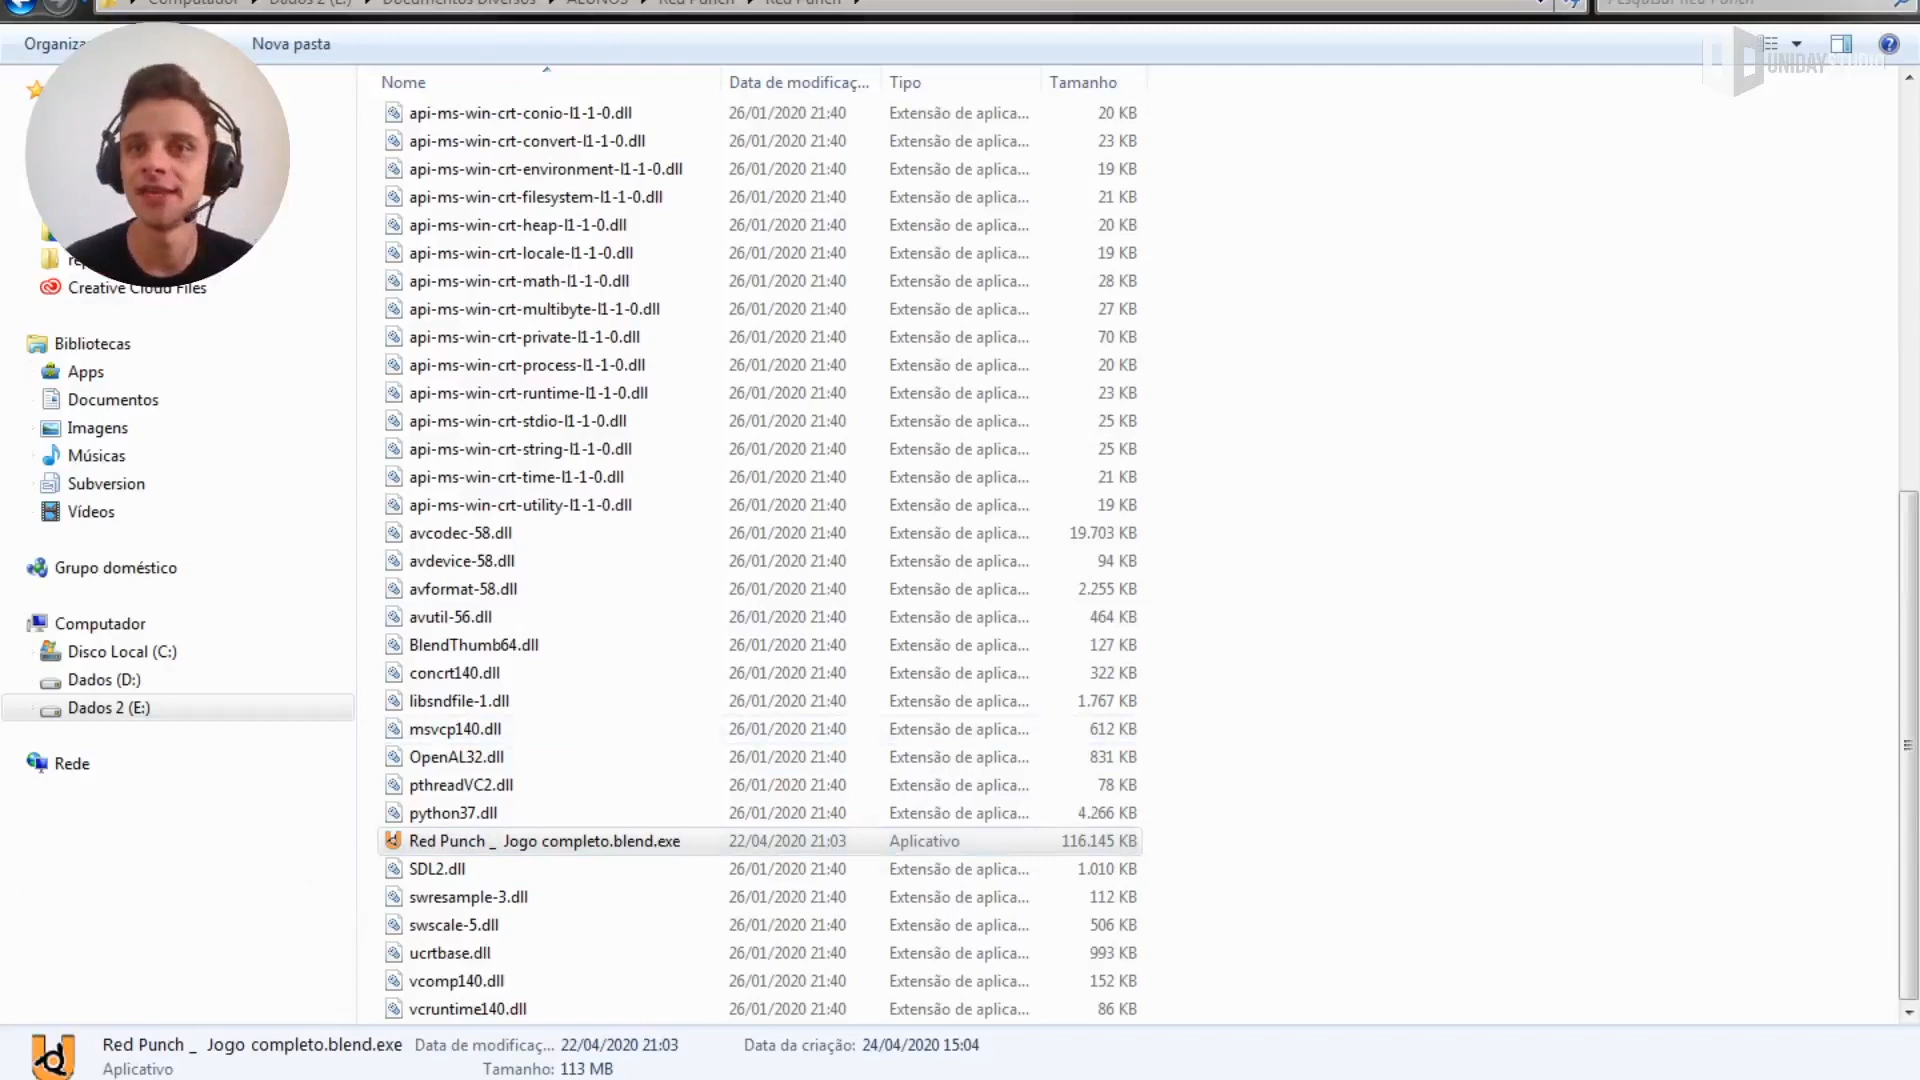 Computador Dados 2 (E:) Documentos Diversos ALUNOS Red Punch Red Punch
Pesquisar Red Punch
Organiza
Nova pasta
UNIDAY STUDIO
Nome Data de modificaç... Tipo Tamanho
api-ms-win-crt-conio-l1-1-0.dll 26/01/2020 21:40 Extensão de aplica... 20 KB
api-ms-win-crt-convert-l1-1-0.dll 26/01/2020 21:40 Extensão de aplica... 23 KB
api-ms-win-crt-environment-l1-1-0.dll 26/01/2020 21:40 Extensão de aplica... 19 KB
api-ms-win-crt-filesystem-l1-1-0.dll 26/01/2020 21:40 Extensão de aplica... 21 KB
api-ms-win-crt-heap-l1-1-0.dll 26/01/2020 21:40 Extensão de aplica... 20 KB
api-ms-win-crt-locale-l1-1-0.dll 26/01/2020 21:40 Extensão de aplica... 19 KB
api-ms-win-crt-math-l1-1-0.dll 26/01/2020 21:40 Extensão de aplica... 28 KB
api-ms-win-crt-multibyte-l1-1-0.dll 26/01/2020 21:40 Extensão de aplica... 27 KB
api-ms-win-crt-private-l1-1-0.dll 26/01/2020 21:40 Extensão de aplica... 70 KB
api-ms-win-crt-process-l1-1-0.dll 26/01/2020 21:40 Extensão de aplica... 20 KB
api-ms-win-crt-runtime-l1-1-0.dll 26/01/2020 21:40 Extensão de aplica... 23 KB
api-ms-win-crt-stdio-l1-1-0.dll 26/01/2020 21:40 Extensão de aplica... 25 KB
api-ms-win-crt-string-l1-1-0.dll 26/01/2020 21:40 Extensão de aplica... 25 KB
api-ms-win-crt-time-l1-1-0.dll 26/01/2020 21:40 Extensão de aplica... 21 KB
api-ms-win-crt-utility-l1-1-0.dll 26/01/2020 21:40 Extensão de aplica... 19 KB
avcodec-58.dll 26/01/2020 21:40 Extensão de aplica... 19.703 KB
avdevice-58.dll 26/01/2020 21:40 Extensão de aplica... 94 KB
avformat-58.dll 26/01/2020 21:40 Extensão de aplica... 2.255 KB
avutil-56.dll 26/01/2020 21:40 Extensão de aplica... 464 KB
BlendThumb64.dll 26/01/2020 21:40 Extensão de aplica... 127 KB
concrt140.dll 26/01/2020 21:40 Extensão de aplica... 322 KB
libsndfile-1.dll 26/01/2020 21:40 Extensão de aplica... 1.767 KB
msvcp140.dll 26/01/2020 21:40 Extensão de aplica... 612 KB
OpenAL32.dll 26/01/2020 21:40 Extensão de aplica... 831 KB
pthreadVC2.dll 26/01/2020 21:40 Extensão de aplica... 78 KB
python37.dll 26/01/2020 21:40 Extensão de aplica... 4.266 KB
Red Punch _ Jogo completo.blend.exe 22/04/2020 21:03 Aplicativo 116.145 KB
SDL2.dll 26/01/2020 21:40 Extensão de aplica... 1.010 KB
swresample-3.dll 26/01/2020 21:40 Extensão de aplica... 112 KB
swscale-5.dll 26/01/2020 21:40 Extensão de aplica... 506 KB
ucrtbase.dll 26/01/2020 21:40 Extensão de aplica... 993 KB
vcomp140.dll 26/01/2020 21:40 Extensão de aplica... 152 KB
vcruntime140.dll 26/01/2020 21:40 Extensão de aplica... 86 KB
Creative Cloud Files
Bibliotecas
Apps
Documentos
Imagens
Músicas
Subversion
Vídeos
Grupo doméstico
Computador
Disco Local (C:)
Dados (D:)
Dados 2 (E:)
Rede
Red Punch _ Jogo completo.blend.exe Data de modificaç... 22/04/2020 21:03 Data da criação: 24/04/2020 15:04
Aplicativo Tamanho: 113 MB